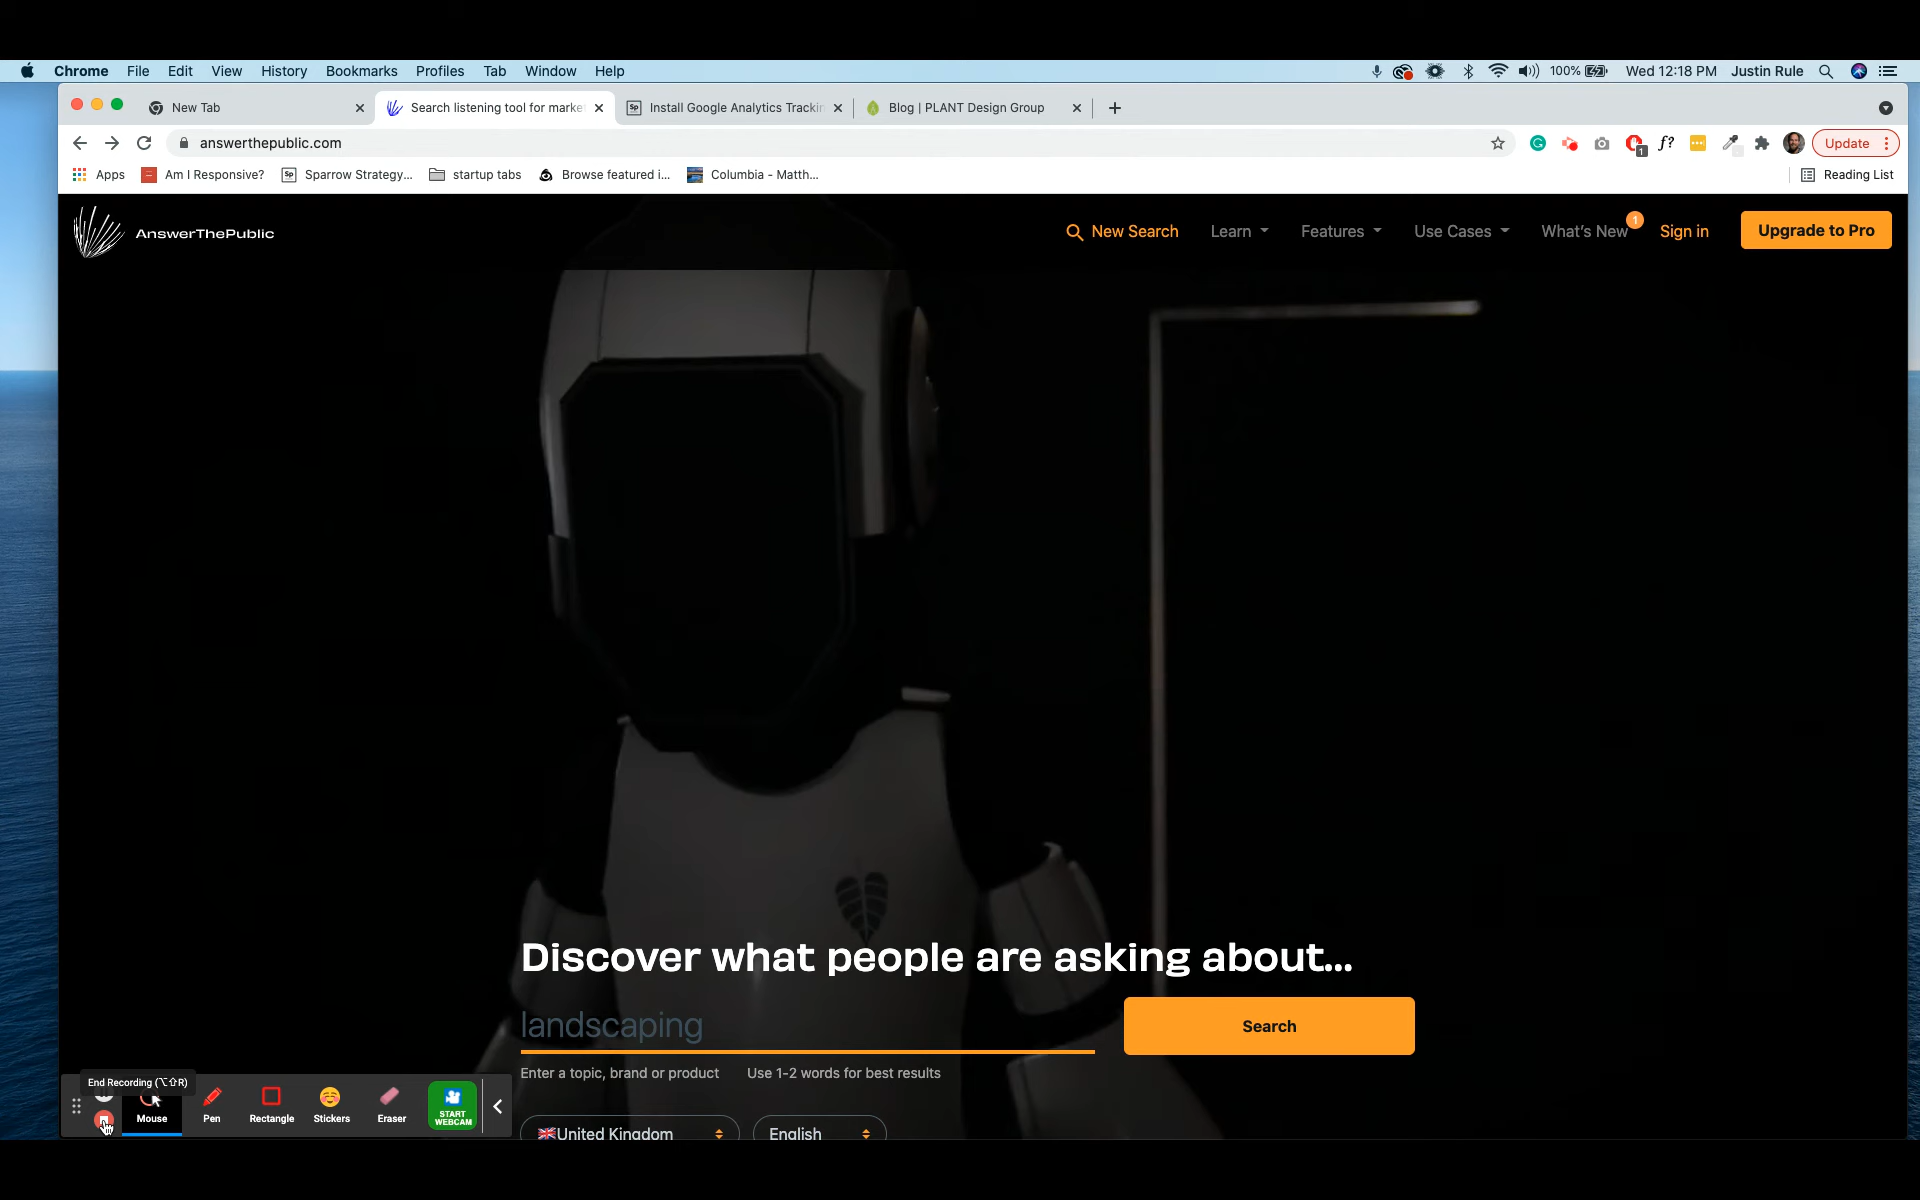 Chrome File Edit View History Bookmarks Profiles Tab Window Help 100% Wed 12:18 PM Justin Rule
New Tab Search listening tool for marke Install Google Analytics Trackin Blog | PLANT Design Group
answerthepublic.com 1 f? Update
Apps Am I Responsive? Sp Sparrow Strategy... startup tabs Browse featured i... Columbia - Matth... Reading List
AnswerThePublic New Search Learn Features Use Cases What's New 1 Sign in Upgrade to Pro
Discover what people are asking about...
landscaping Search
Enter a topic, brand or product Use 1-2 words for best results
United Kingdom English
End Recording (⌥⇧R)
Mouse Pen Rectangle Stickers Eraser START WEBCAM